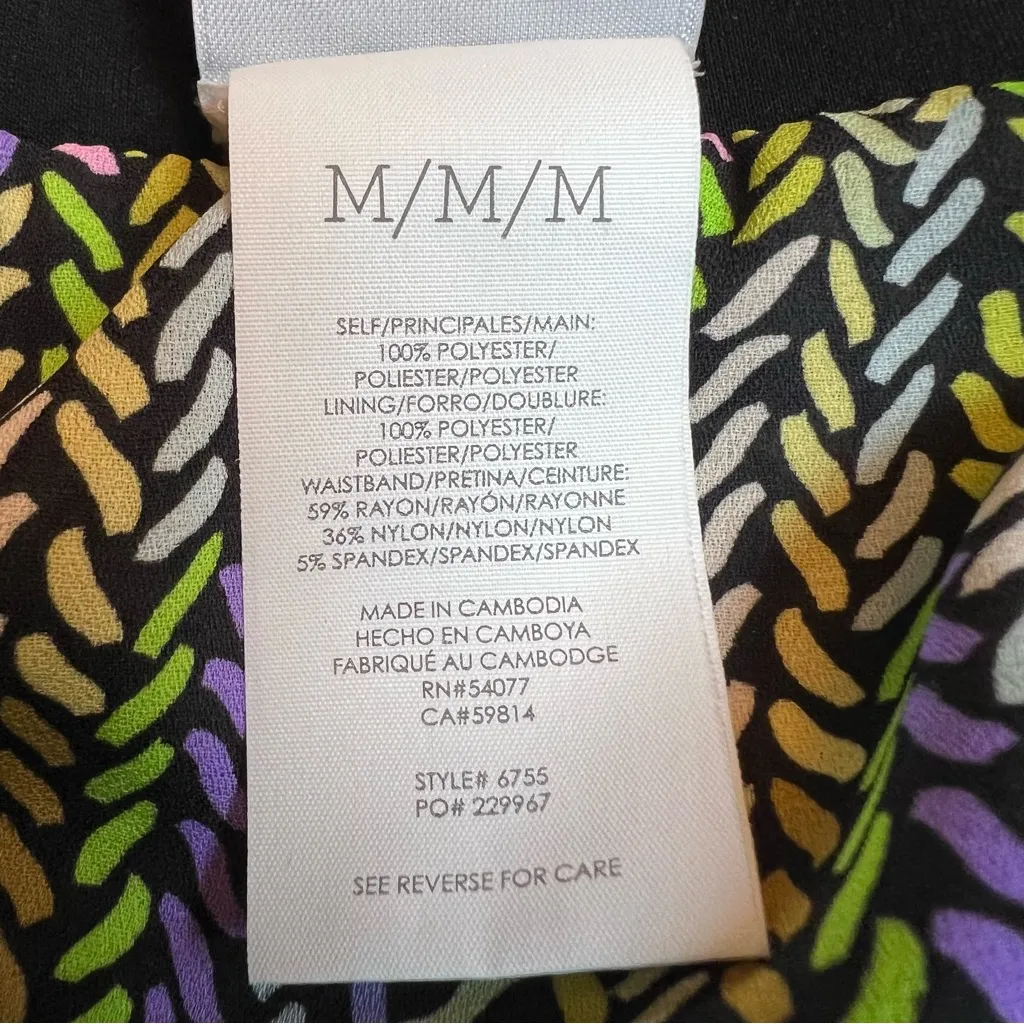 M/M/M
SELF/PRINCIPALES/MAIN:
100% POLYESTER/
POLIESTER/POLYESTER
LINING/FORRO/DOUBLURE:
100% POLYESTER/
POLIESTER/POLYESTER
WAISTBAND/PRETINA/CEINTURE:
59% RAYON/RAYÓN/RAYONNE
36% NYLON/NYLON/NYLON
5% SPANDEX/SPANDEX/SPANDEX
MADE IN CAMBODIA
HECHO EN CAMBOYA
FABRIQUÉ AU CAMBODGE
RN#54077
CA#59814
STYLE# 6755
PO# 229967
SEE REVERSE FOR CARE